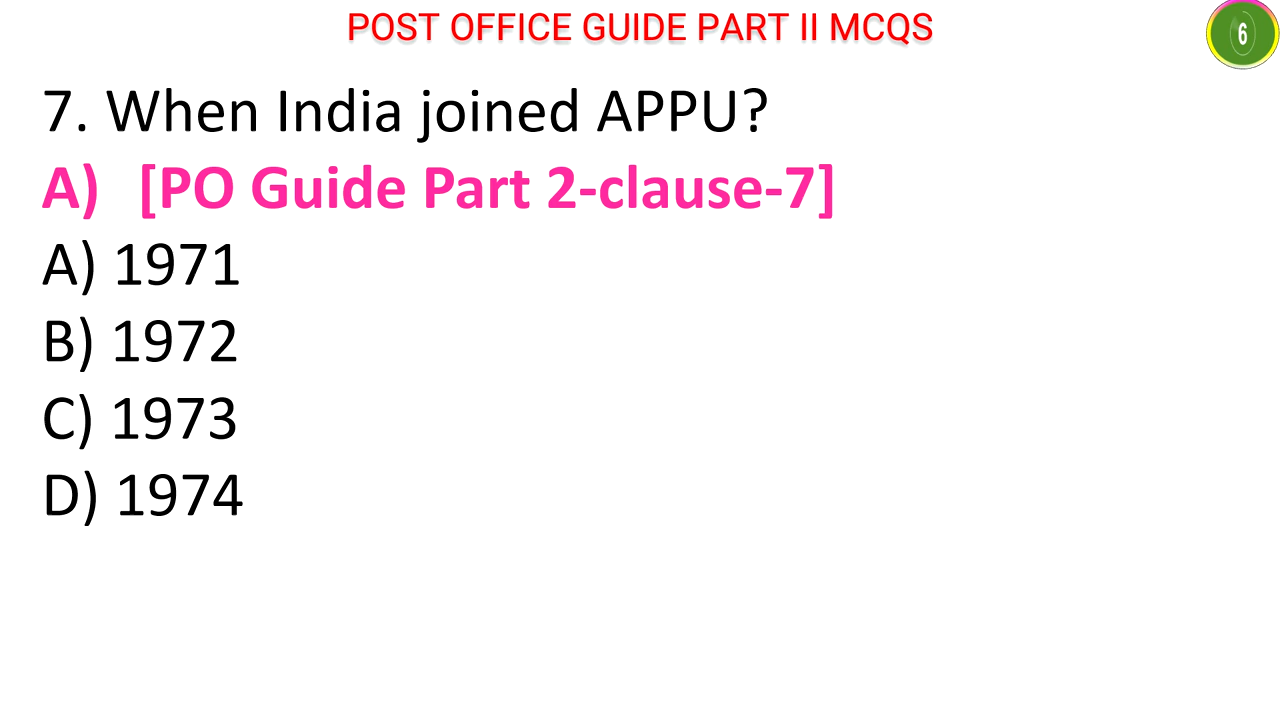 POST OFFICE GUIDE PART II MCQS
6
7. When India joined APPU?
A) [PO Guide Part 2-clause-7]
A) 1971
B) 1972
C) 1973
D) 1974